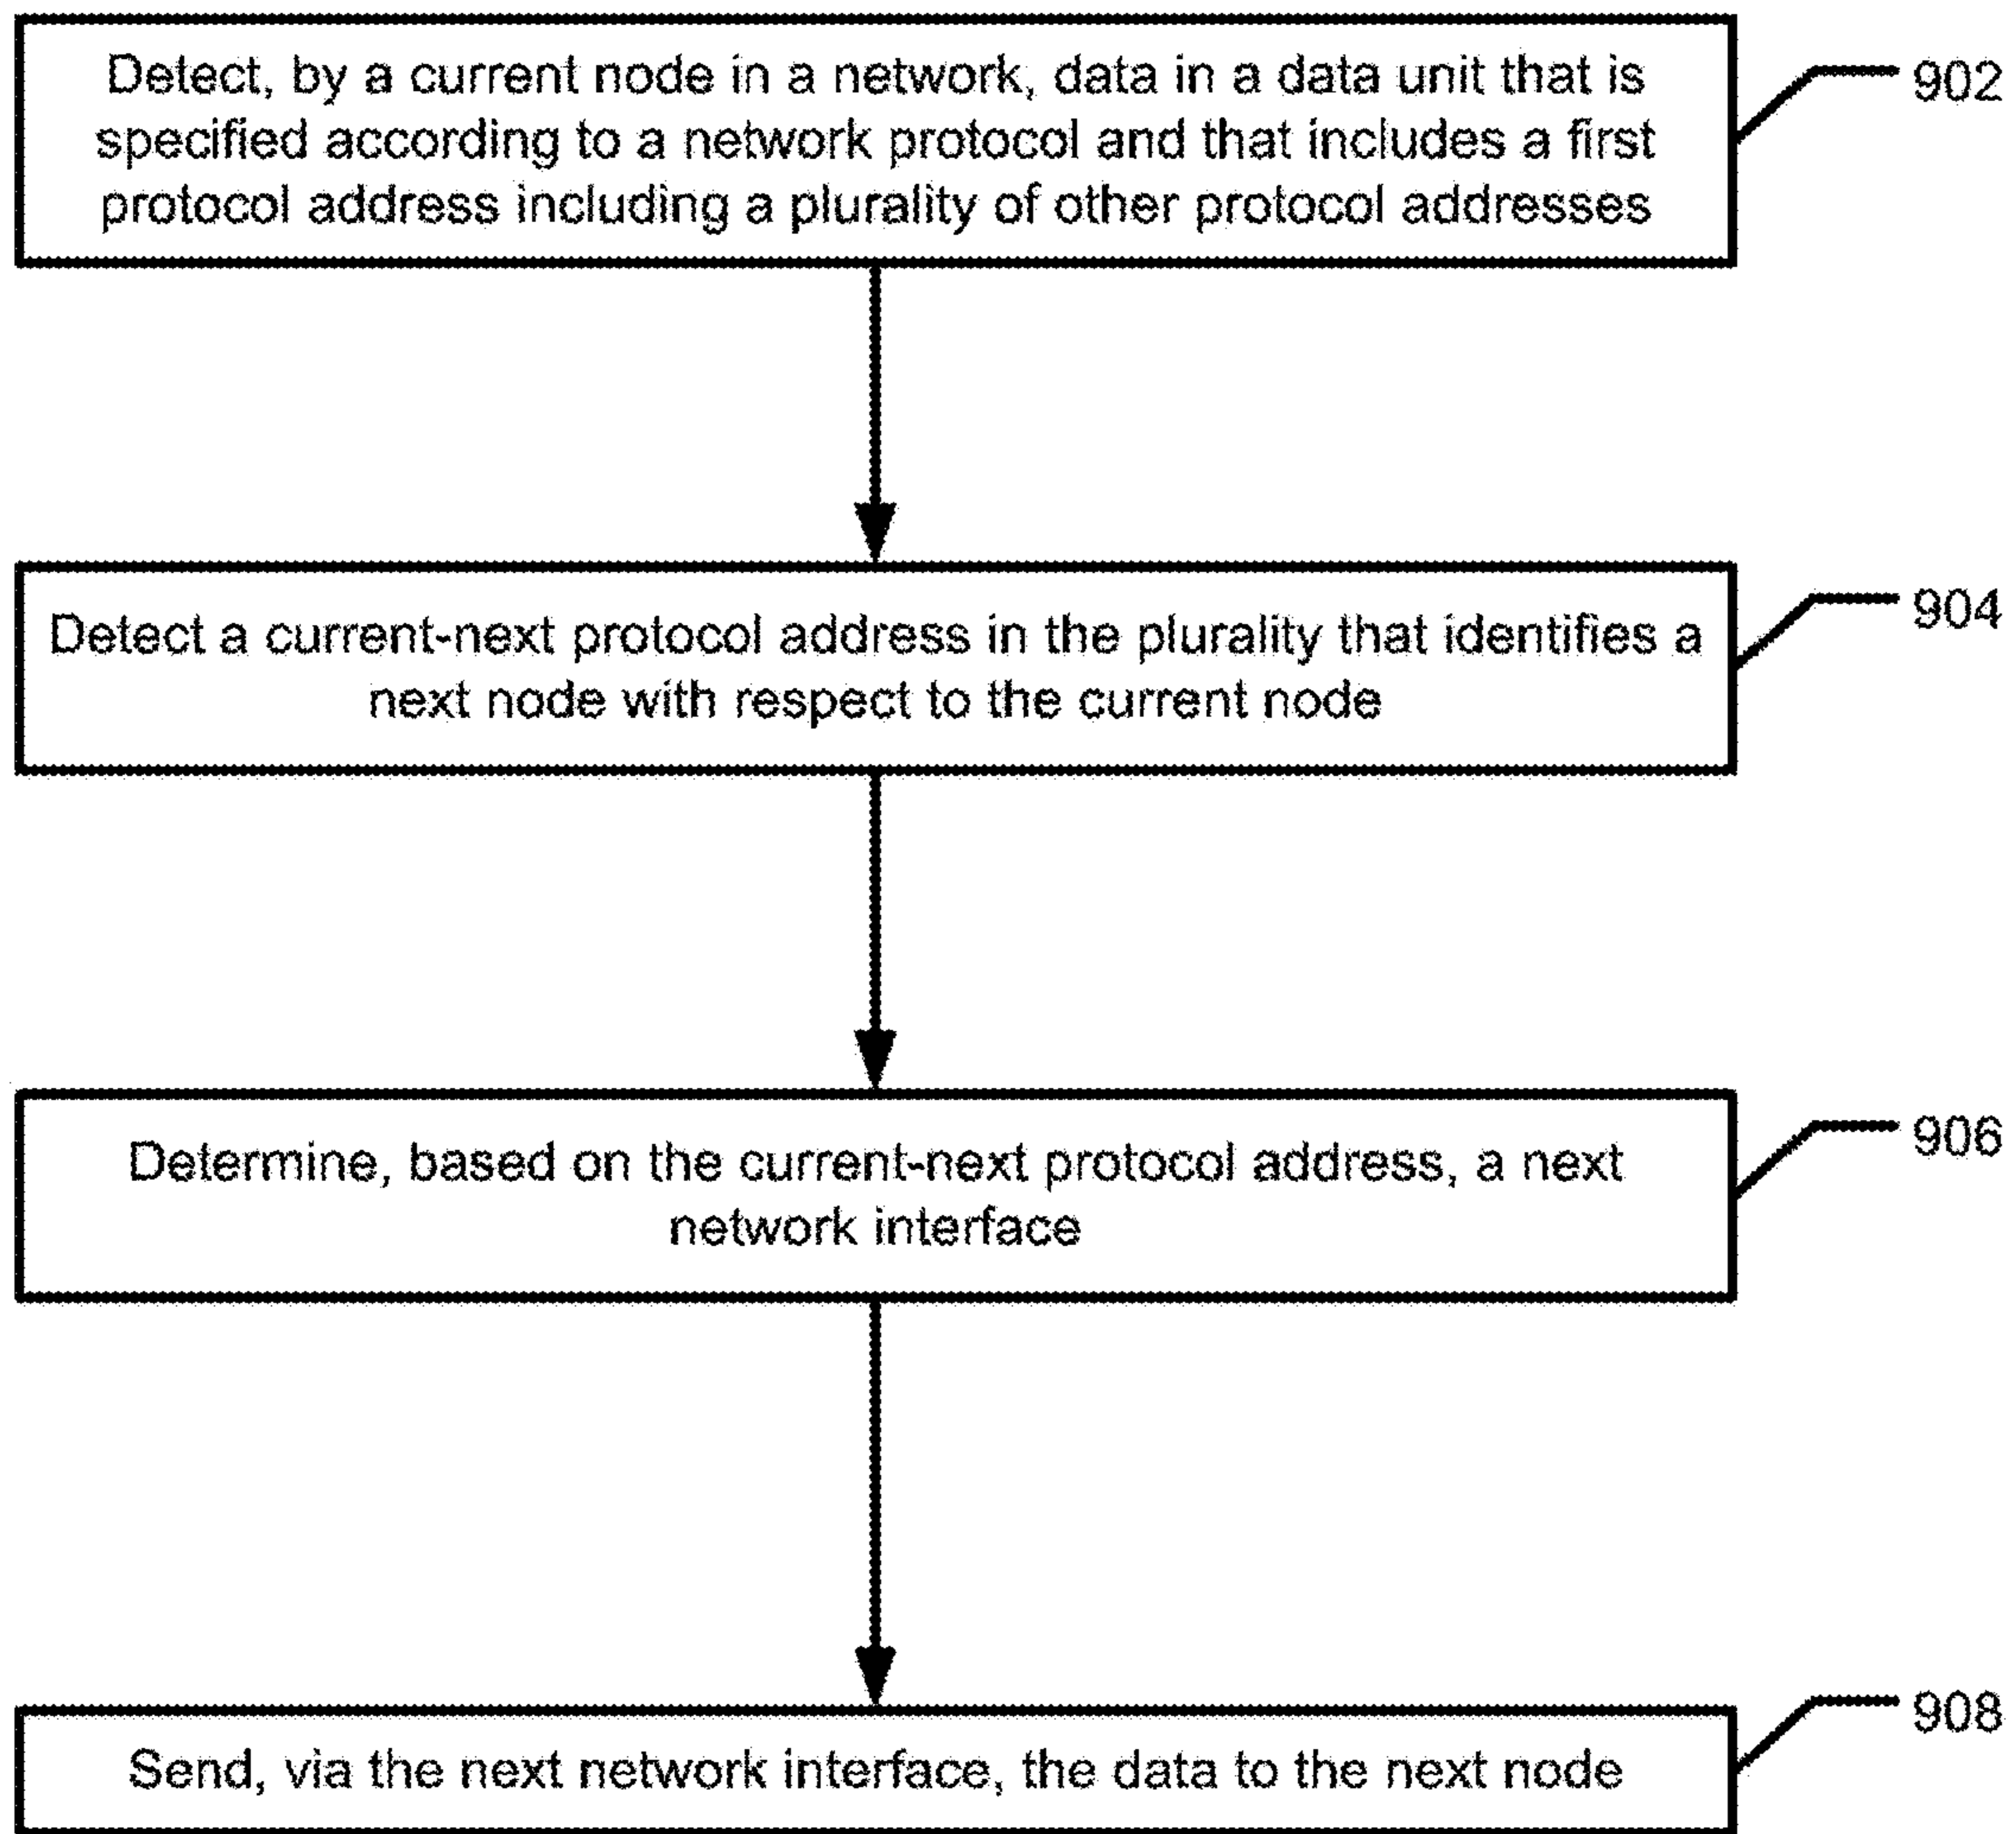 Detect, by a current node in a network, data in a data unit that is
specified according to a network protocol and that includes a first
protocol address including a plurality of other protocol addresses
902
Detect a current-next protocol address in the plurality that identifies a
next node with respect to the current node
904
Determine, based on the current-next protocol address, a next
network interface
906
Send, via the next network interface, the data to the next node
908